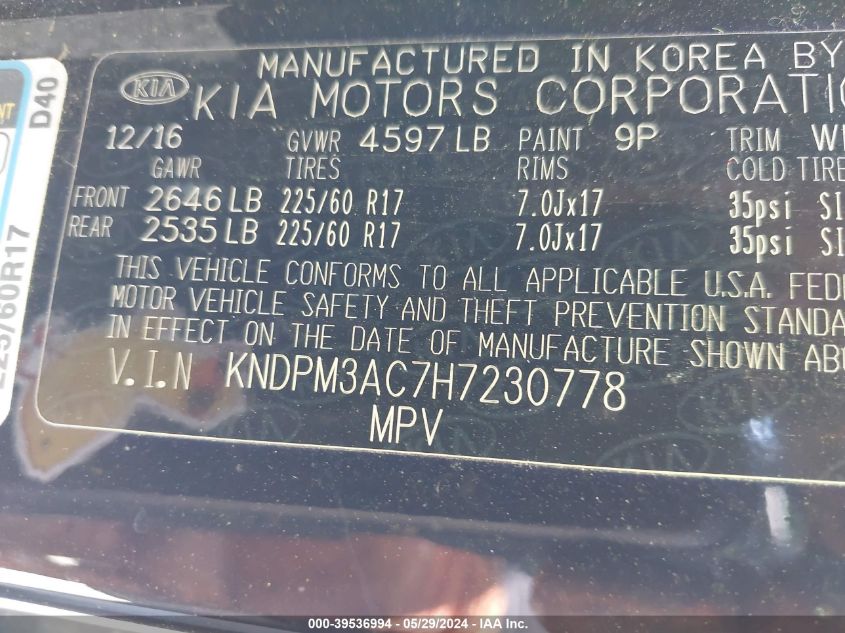 MANUFACTURED IN KOREA BY
KIA KIA MOTORS CORPORATIO
12/16 GVWR 4597 LB PAINT 9P TRIM
GAWR TIRES RIMS COLD TIRE
FRONT 2646 LB 225/60 R17 7.0Jx17 35psi
REAR 2535 LB 225/60 R17 7.0Jx17 35psi
THIS VEHICLE CONFORMS TO ALL APPLICABLE U.S.A. FEDE
MOTOR VEHICLE SAFETY AND THEFT PREVENTION STANDA
IN EFFECT ON THE DATE OF MANUFACTURE SHOWN ABO
V.I.N KNDPM3AC7H7230778
MPV
D40
225/60R17
000-39536994 - 05/29/2024 - IAA Inc.